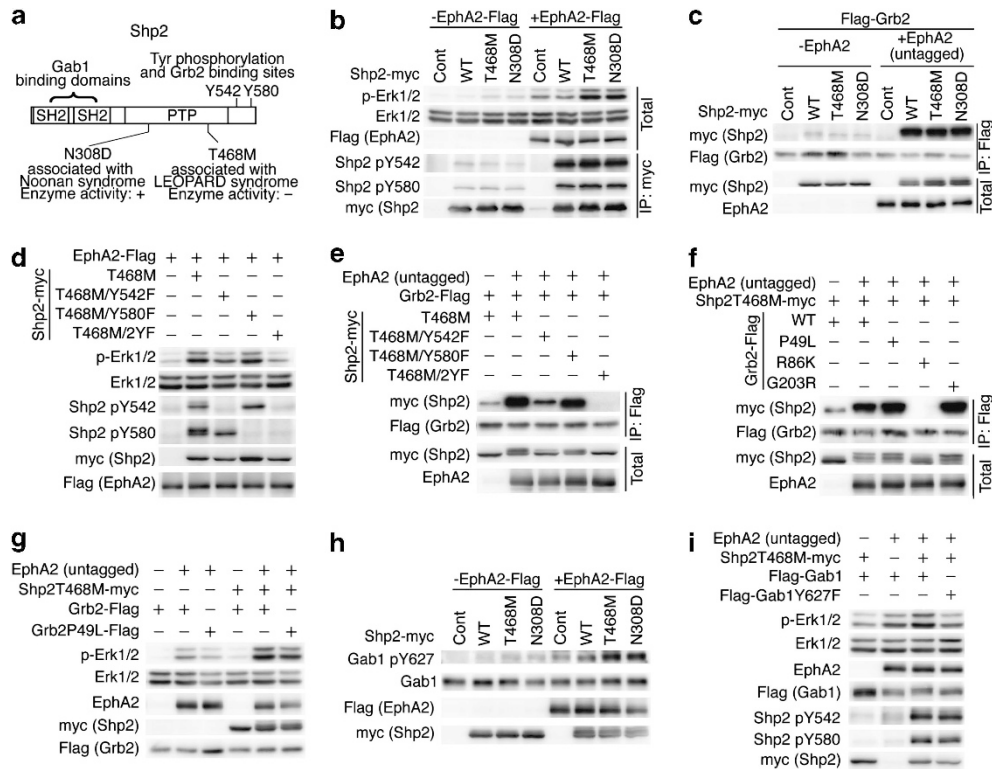 a
Shp2
Gab1
binding domains
Tyr phosphorylation
and Grb2 binding sites
Y542 Y580
SH2 SH2 PTP
N308D
associated with
Noonan syndrome
Enzyme activity: +
T468M
associated with
LEOPARD syndrome
Enzyme activity: −
b
-EphA2-Flag +EphA2-Flag
Shp2-myc Cont WT T468M N308D Cont WT T468M N308D
p-Erk1/2
Erk1/2
Flag (EphA2)
Total
Shp2 pY542
Shp2 pY580
myc (Shp2
IP: myc
c
Flag-Grb2
-EphA2 +EphA2 (untagged)
Shp2-myc Cont WT T468M N308D Cont WT T468M N308D
myc (Shp2)
Flag (Grb2)
IP: Flag
myc (Shp2)
EphA2
Total
d
EphA2-Flag + + + + +
Shp2-myc
T468M − + − − −
T468M/Y542F − − + − −
T468M/Y580F − − − + −
T468M/2YF − − − − +
p-Erk1/2
Erk1/2
Shp2 pY542
Shp2 pY580
myc (Shp2)
Flag (EphA2)
e
EphA2 (untagged) − + + + +
Grb2-Flag + + + + +
Shp2-myc
T468M + + − − −
T468M/Y542F − − + − −
T468M/Y580F − − − + −
T468M/2YF − − − − +
myc (Shp2)
Flag (Grb2)
IP: Flag
myc (Shp2)
EphA2
Total
f
EphA2 (untagged) − + + + +
Shp2T468M-myc + + + + +
Grb2-Flag
WT + + − − −
P49L − − + − −
R86K − − − + −
G203R − − − − +
myc (Shp2)
Flag (Grb2)
IP: Flag
myc (Shp2)
EphA2
Total
g
EphA2 (untagged) − + + − + +
Shp2T468M-myc − − − + + +
Grb2-Flag + + − + + −
Grb2P49L-Flag − − + − − +
p-Erk1/2
Erk1/2
EphA2
myc (Shp2)
Flag (Grb2)
h
-EphA2-Flag +EphA2-Flag
Shp2-myc Cont WT T468M N308D Cont WT T468M N308D
Gab1 pY627
Gab1
Flag (EphA2)
myc (Shp2)
i
EphA2 (untagged) − + + +
Shp2T468M-myc + − + +
Flag-Gab1 + + + −
Flag-Gab1Y627F − − − +
p-Erk1/2
Erk1/2
EphA2
Flag (Gab1)
Shp2 pY542
Shp2 pY580
myc (Shp2)